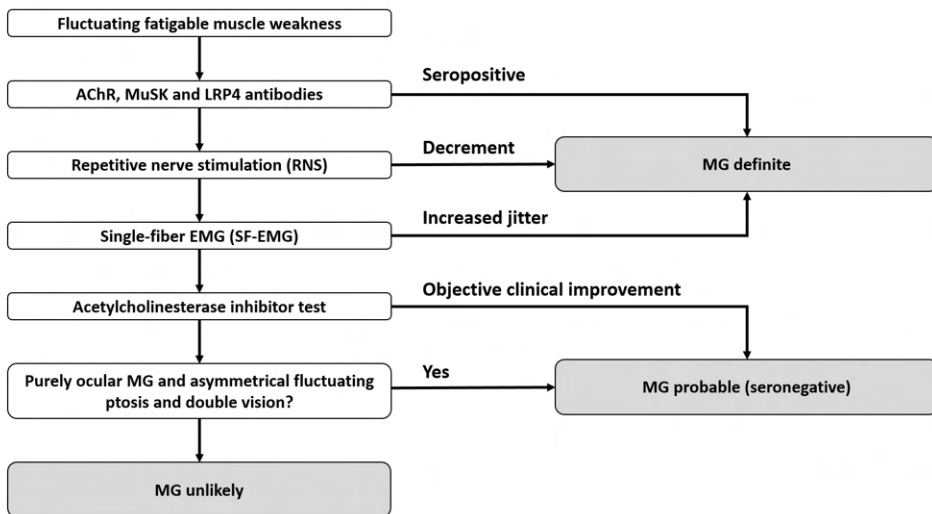 Fluctuating fatigable muscle weakness
Seropositive
AChR, MuSK and LRP4 antibodies
Decrement
Repetitive nerve stimulation (RNS)
MG definite
Increased jitter
Single-fiber EMG (SF-EMG)
Objective clinical improvement
Acetylcholinesterase inhibitor test
Purely ocular MG and asymmetrical fluctuating
ptosis and double vision?
Yes
MG probable (seronegative)
MG unlikely